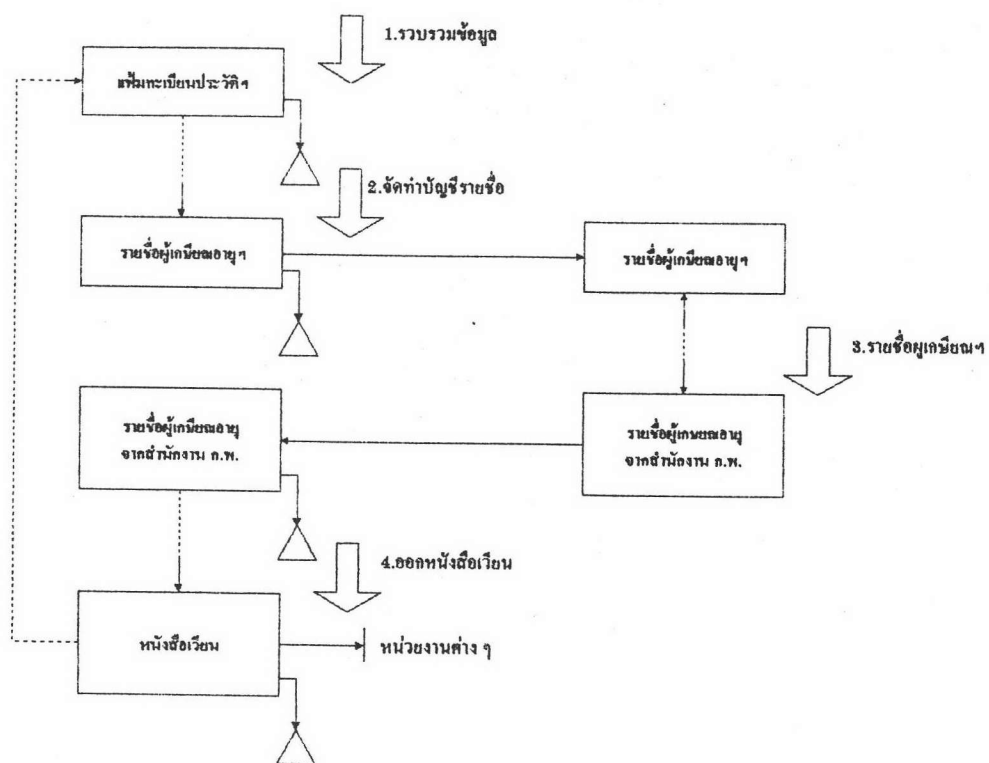 1.รวบรวมข้อมูล
แฟ้มทะเบียนประวัติฯ
2.จัดทำบัญชีรายชื่อ
รายชื่อผู้เกษียณอายุฯ
รายชื่อผู้เกษียณอายุฯ
3.รายชื่อผูเกษียณฯ
รายชื่อผู้เกษียณอายุ
จากสำนักงาน ก.พ.
รายชื่อผู้เกษียณอายุ
จากสำนักงาน ก.พ.
4.ออกหนังสือเวียน
หนังสือเวียน
หน่วยงานต่าง ๆ